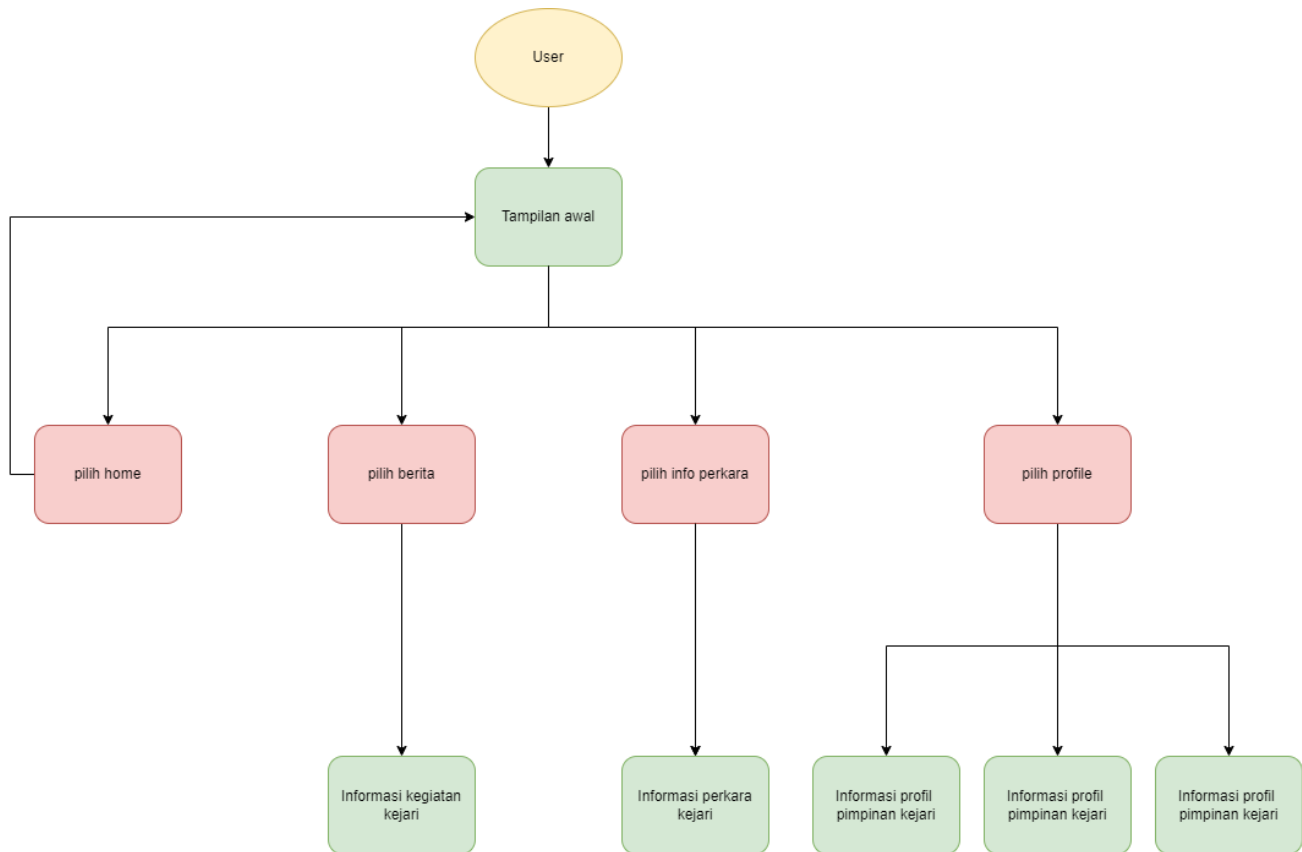 User
Tampilan awal
pilih home
pilih berita
pilih info perkara
pilih profile
Informasi kegiatan
kejari
Informasi perkara
kejari
Informasi profil
pimpinan kejari
Informasi profil
pimpinan kejari
Informasi profil
pimpinan kejari